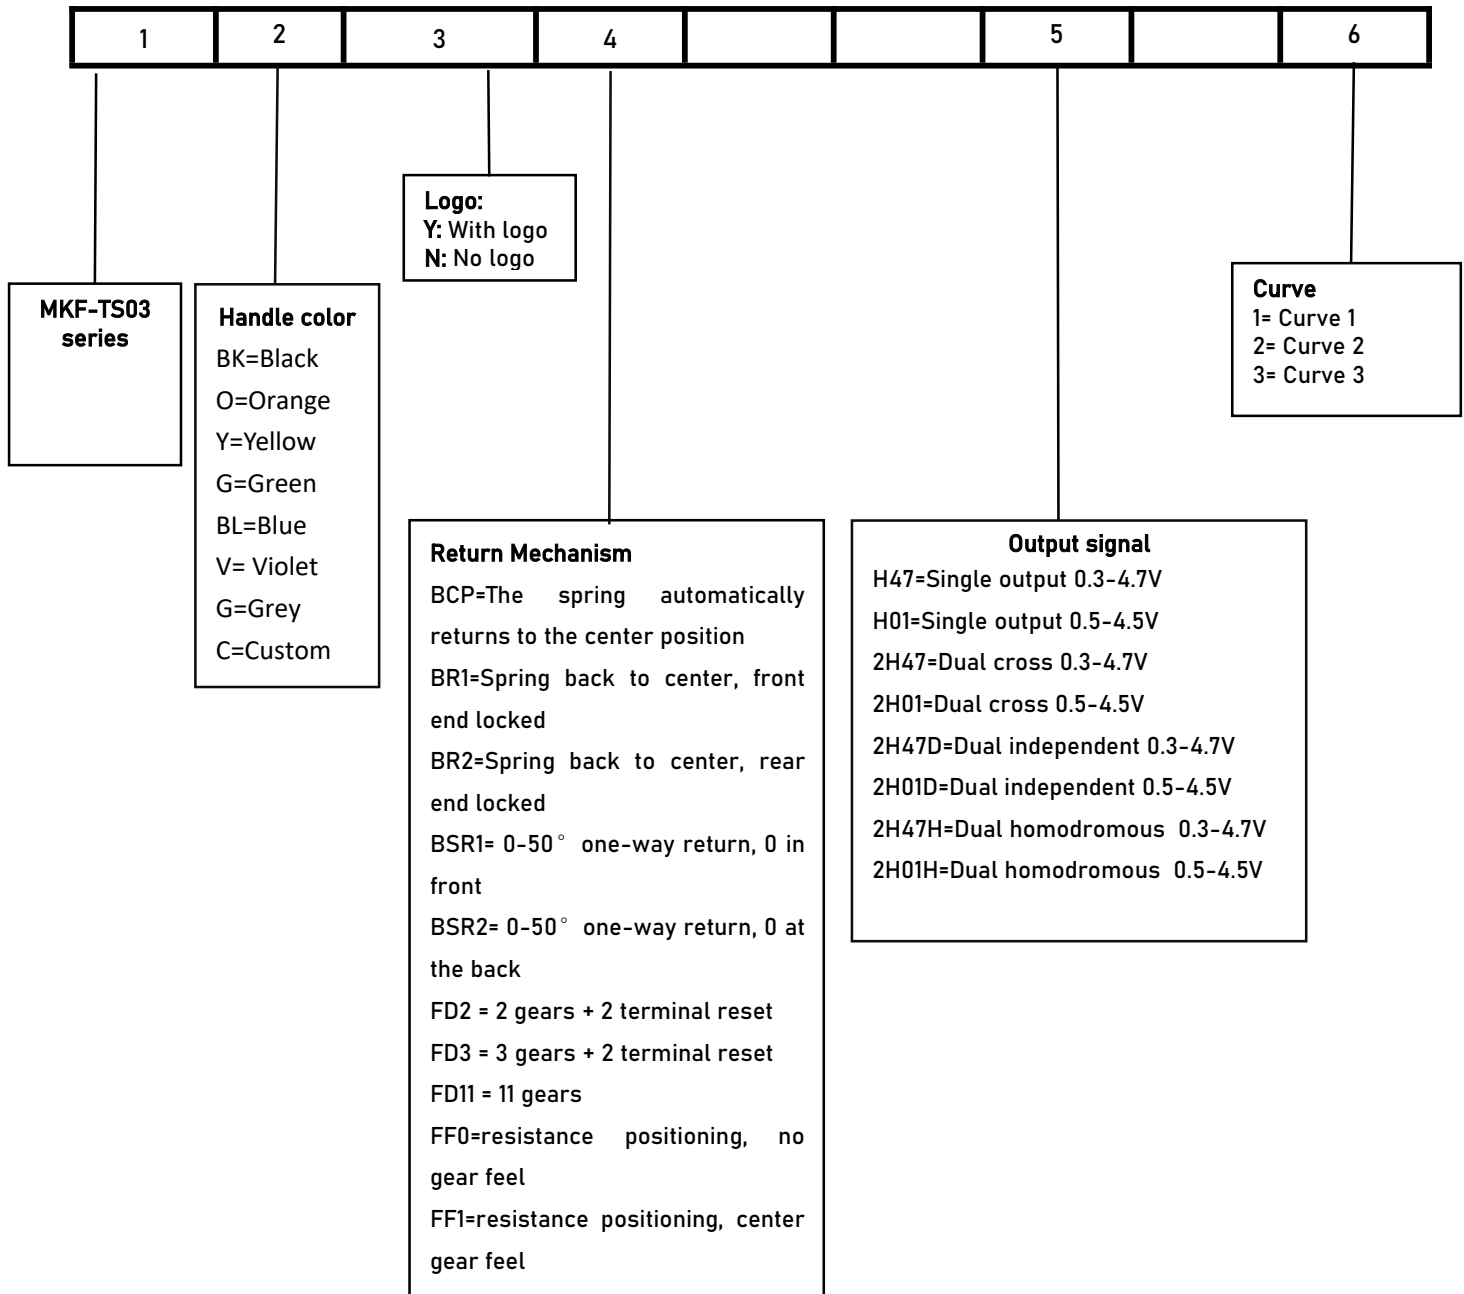 1 2 3 4 5 6
Logo:
Y: With logo
N: No logo
MKF-TS03
series
Handle color
BK=Black
O=Orange
Y=Yellow
G=Green
BL=Blue
V= Violet
G=Grey
C=Custom
Curve
1= Curve 1
2= Curve 2
3= Curve 3
Return Mechanism
BCP=The spring automatically
returns to the center position
BR1=Spring back to center, front
end locked
BR2=Spring back to center, rear
end locked
BSR1= 0-50° one-way return, 0 in
front
BSR2= 0-50° one-way return, 0 at
the back
FD2 = 2 gears + 2 terminal reset
FD3 = 3 gears + 2 terminal reset
FD11 = 11 gears
FF0=resistance positioning, no
gear feel
FF1=resistance positioning, center
gear feel
Output signal
H47=Single output 0.3-4.7V
H01=Single output 0.5-4.5V
2H47=Dual cross 0.3-4.7V
2H01=Dual cross 0.5-4.5V
2H47D=Dual independent 0.3-4.7V
2H01D=Dual independent 0.5-4.5V
2H47H=Dual homodromous 0.3-4.7V
2H01H=Dual homodromous 0.5-4.5V